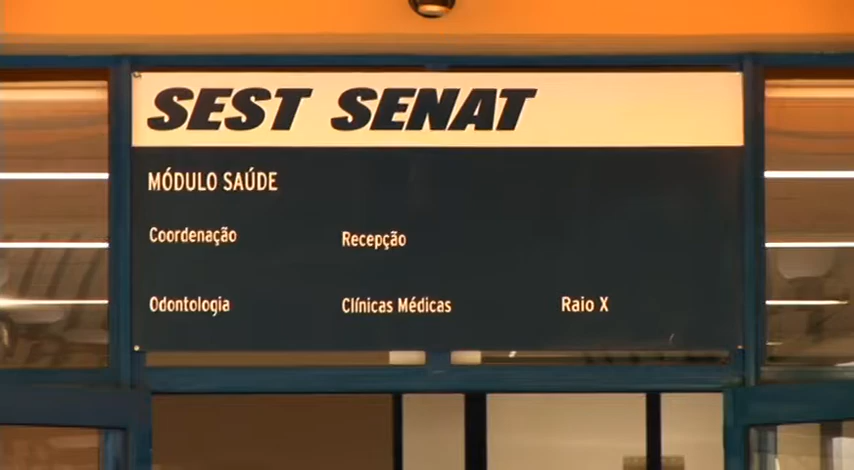 SEST SENAT
MÓDULO SAÚDE
Coordenação Recepção
Odontologia Clínicas Médicas Raio X